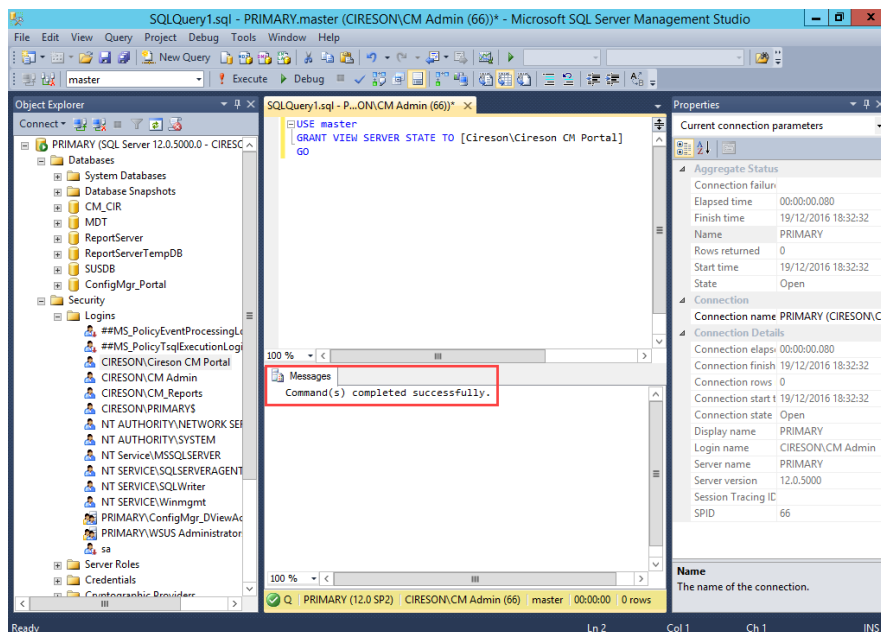 SQLQuery1.sql - PRIMARY.master (CIRESON\CM Admin (66))* - Microsoft SQL Server Management Studio
File Edit View Query Project Debug Tools Window Help
New Query
master Execute Debug
Object Explorer
Connect
PRIMARY (SQL Server 12.0.5000.0 - CIRESC
Databases
System Databases
Database Snapshots
CM_CIR
MDT
ReportServer
ReportServerTempDB
SUSDB
ConfigMgr_Portal
Security
Logins
##MS_PolicyEventProcessingLo
##MS_PolicyTsqlExecutionLogi
CIRESON\Cireson CM Portal
CIRESON\CM Admin
CIRESON\CM_Reports
CIRESON\PRIMARY$
NT AUTHORITY\NETWORK SEF
NT AUTHORITY\SYSTEM
NT Service\MSSQLSERVER
NT SERVICE\SQLSERVERAGENT
NT SERVICE\SQLWriter
NT SERVICE\Winmgmt
PRIMARY\ConfigMgr_DViewAc
PRIMARY\WSUS Administrator
sa
Server Roles
Credentials
Cryptographic Providers
SQLQuery1.sql - P...ON\CM Admin (66))*
USE master
GRANT VIEW SERVER STATE TO [Cireson\Cireson CM Portal]
GO
100 %
Messages
Command(s) completed successfully.
100 %
Q PRIMARY (12.0 SP2) CIRESON\CM Admin (66) master 00:00:00 0 rows
Properties
Current connection parameters
Aggregate Status
Connection failur
Elapsed time 00:00:00.080
Finish time 19/12/2016 18:32:32
Name PRIMARY
Rows returned 0
Start time 19/12/2016 18:32:32
State Open
Connection
Connection name PRIMARY (CIRESON\C
Connection Details
Connection elaps 00:00:00.080
Connection finish 19/12/2016 18:32:32
Connection rows 0
Connection start t 19/12/2016 18:32:32
Connection state Open
Display name PRIMARY
Login name CIRESON\CM Admin
Server name PRIMARY
Server version 12.0.5000
Session Tracing ID
SPID 66
Name
The name of the connection.
Ready Ln 2 Col 1 Ch 1 INS